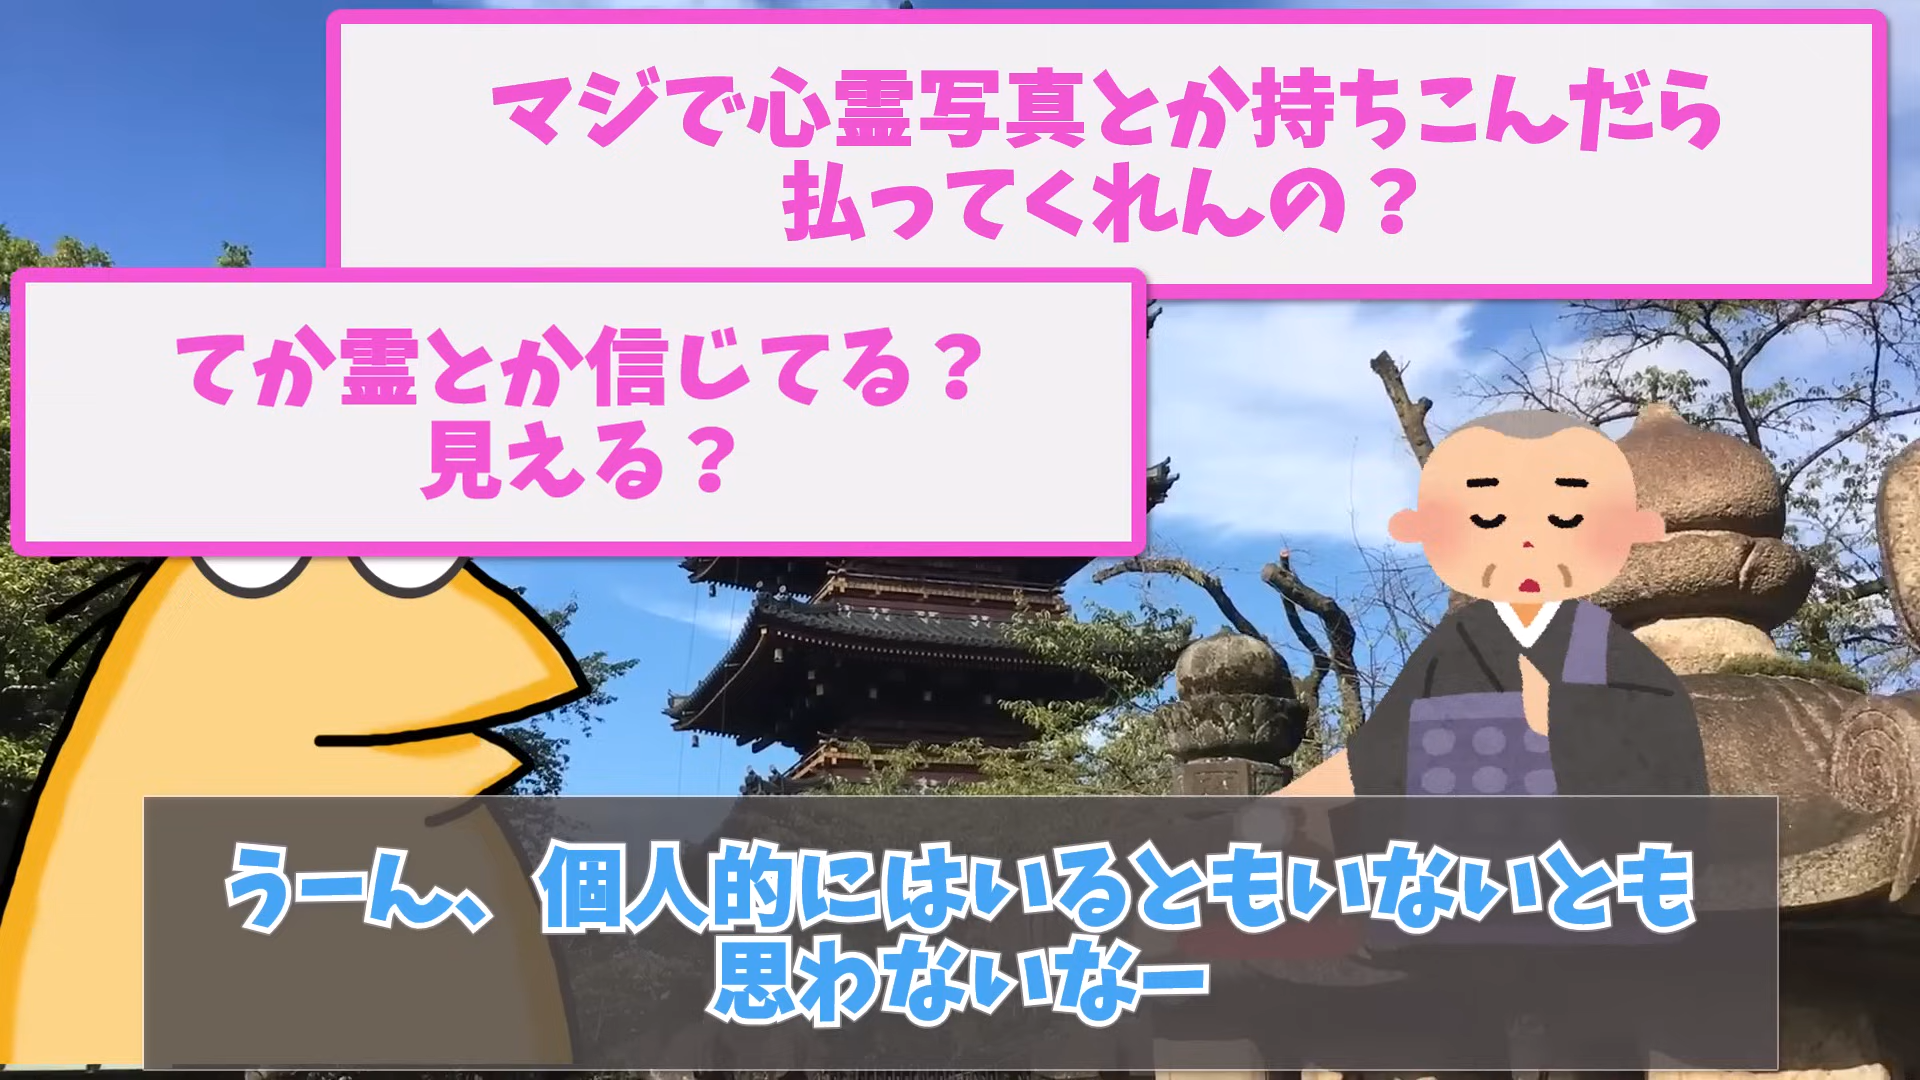 マジで心霊写真とか持ちこんだら
払ってくれんの？
てか霊とか信じてる？
見える？
うーん、個人的にはいるともいないとも
思わないなー